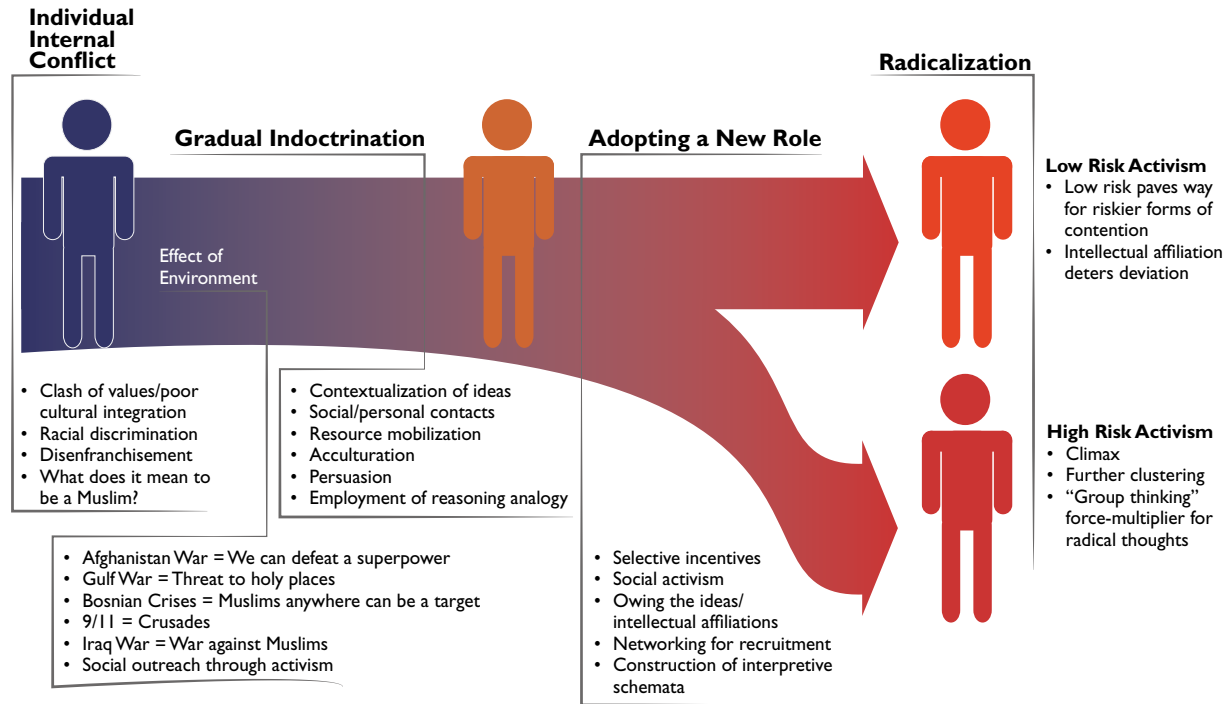 Individual
Internal
Conflict
Radicalization
Gradual Indoctrination
Adopting a New Role
Effect of
Environment
Low Risk Activism
• Low risk paves way
for riskier forms of
contention
• Intellectual affiliation
deters deviation
• Clash of values/poor
cultural integration
• Racial discrimination
• Disenfranchisement
• What does it mean to
be a Muslim?
• Contextualization of ideas
• Social/personal contacts
• Resource mobilization
• Acculturation
• Persuasion
• Employment of reasoning analogy
High Risk Activism
• Climax
• Further clustering
• “Group thinking”
force-multiplier for
radical thoughts
• Afghanistan War = We can defeat a superpower
• Gulf War = Threat to holy places
• Bosnian Crises = Muslims anywhere can be a target
• 9/11 = Crusades
• Iraq War = War against Muslims
• Social outreach through activism
• Selective incentives
• Social activism
• Owing the ideas/
intellectual affiliations
• Networking for recruitment
• Construction of interpretive
schemata